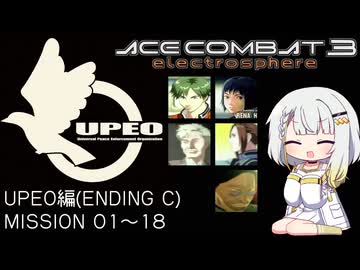 ACE COMBAT 3
electrosphere
UPEO
Universal Peace Enforcement Organization
RENA H
UPEO編(ENDING C)
MISSION 01～18